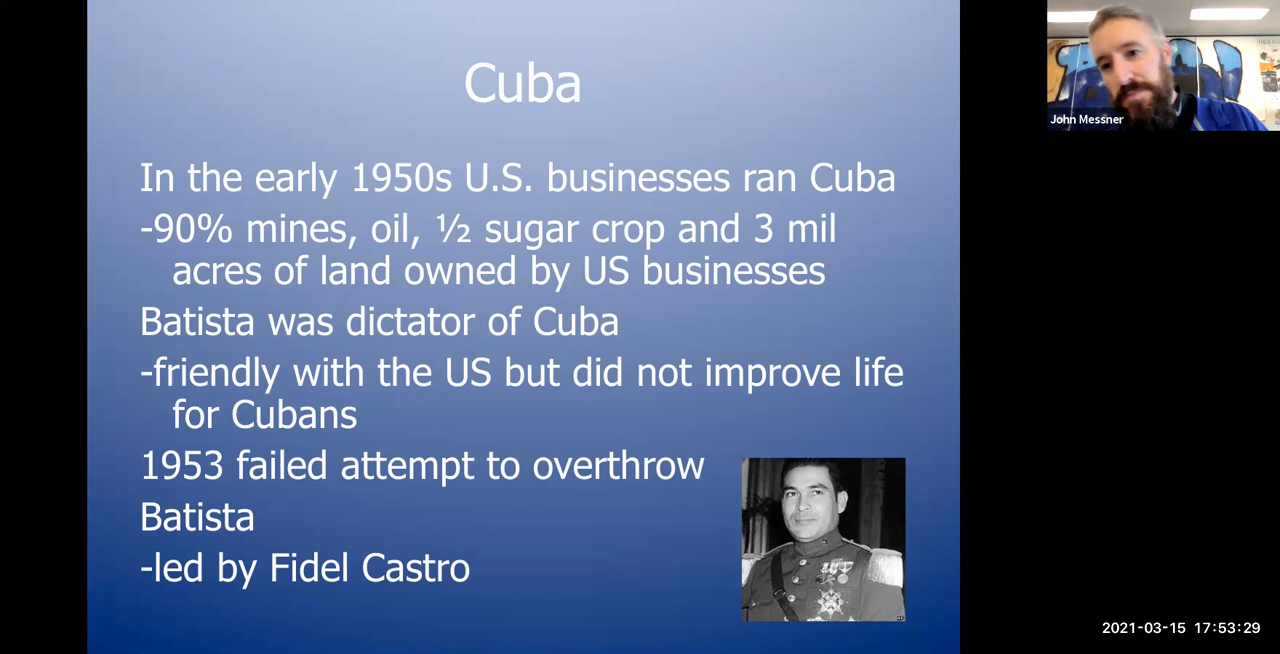 Cuba
In the early 1950s U.S. businesses ran Cuba
-90% mines, oil, ½ sugar crop and 3 mil
acres of land owned by US businesses
Batista was dictator of Cuba
-friendly with the US but did not improve life
for Cubans
1953 failed attempt to overthrow
Batista
-led by Fidel Castro
John Messner
2021-03-15 17:53:29